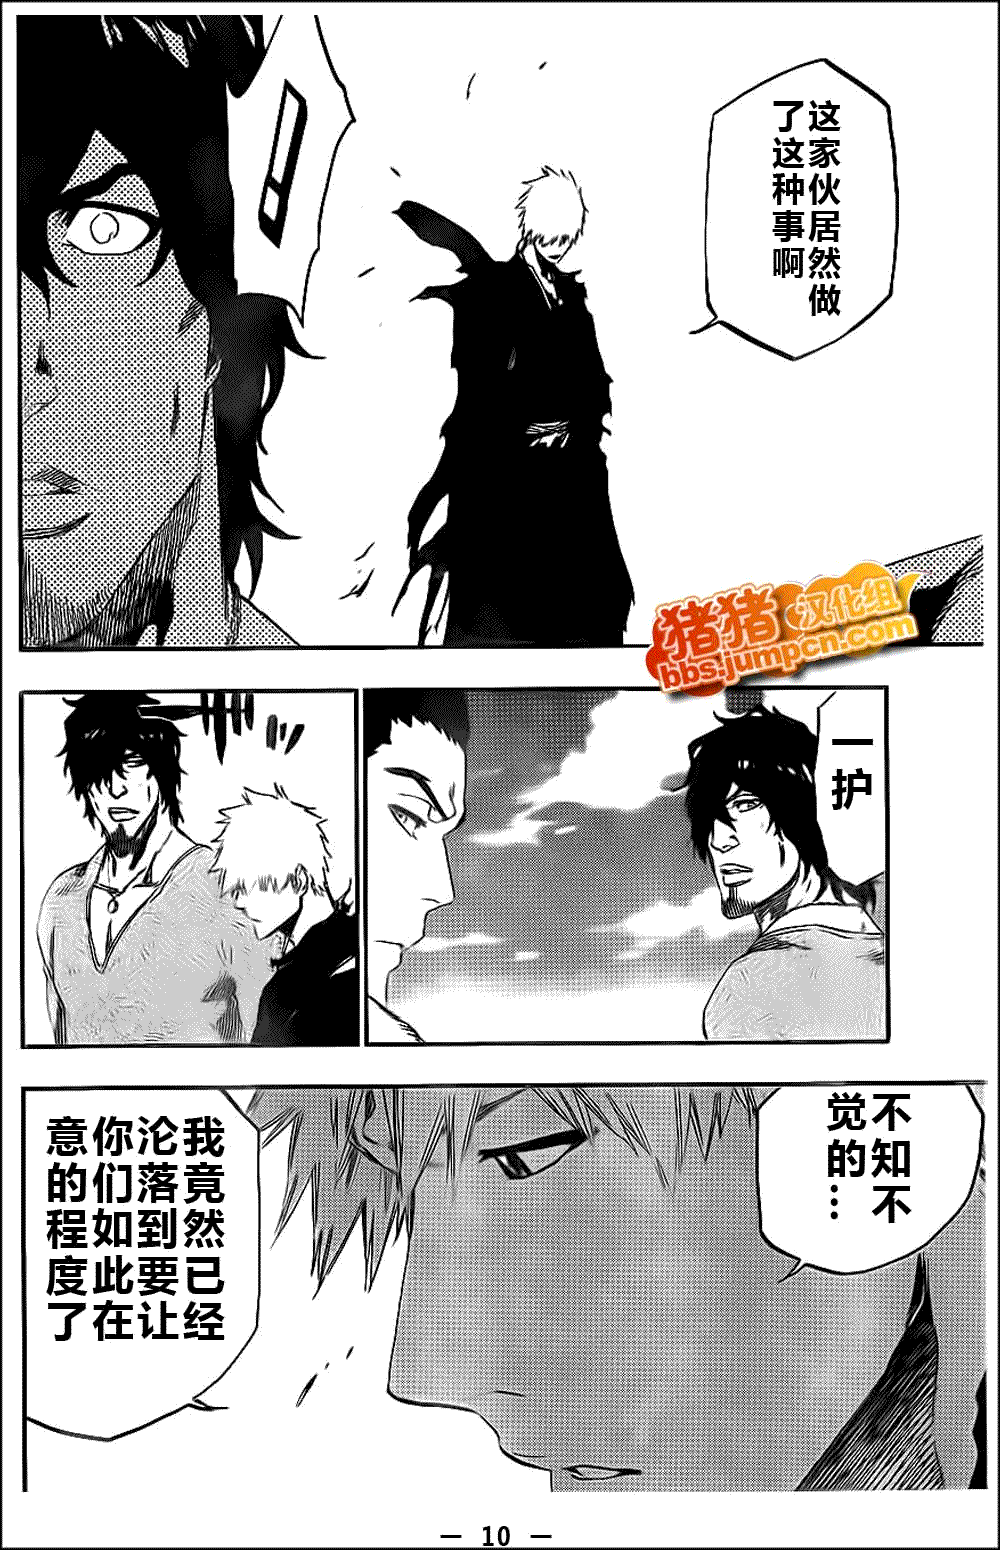 这家伙居然做
了这种事啊
!!
猪猪汉化组
bbs.jumpcn.com
一护
不知不
觉的…
我竟然已经
沦落到要让
你们如此在
意的程度了
— 10 —